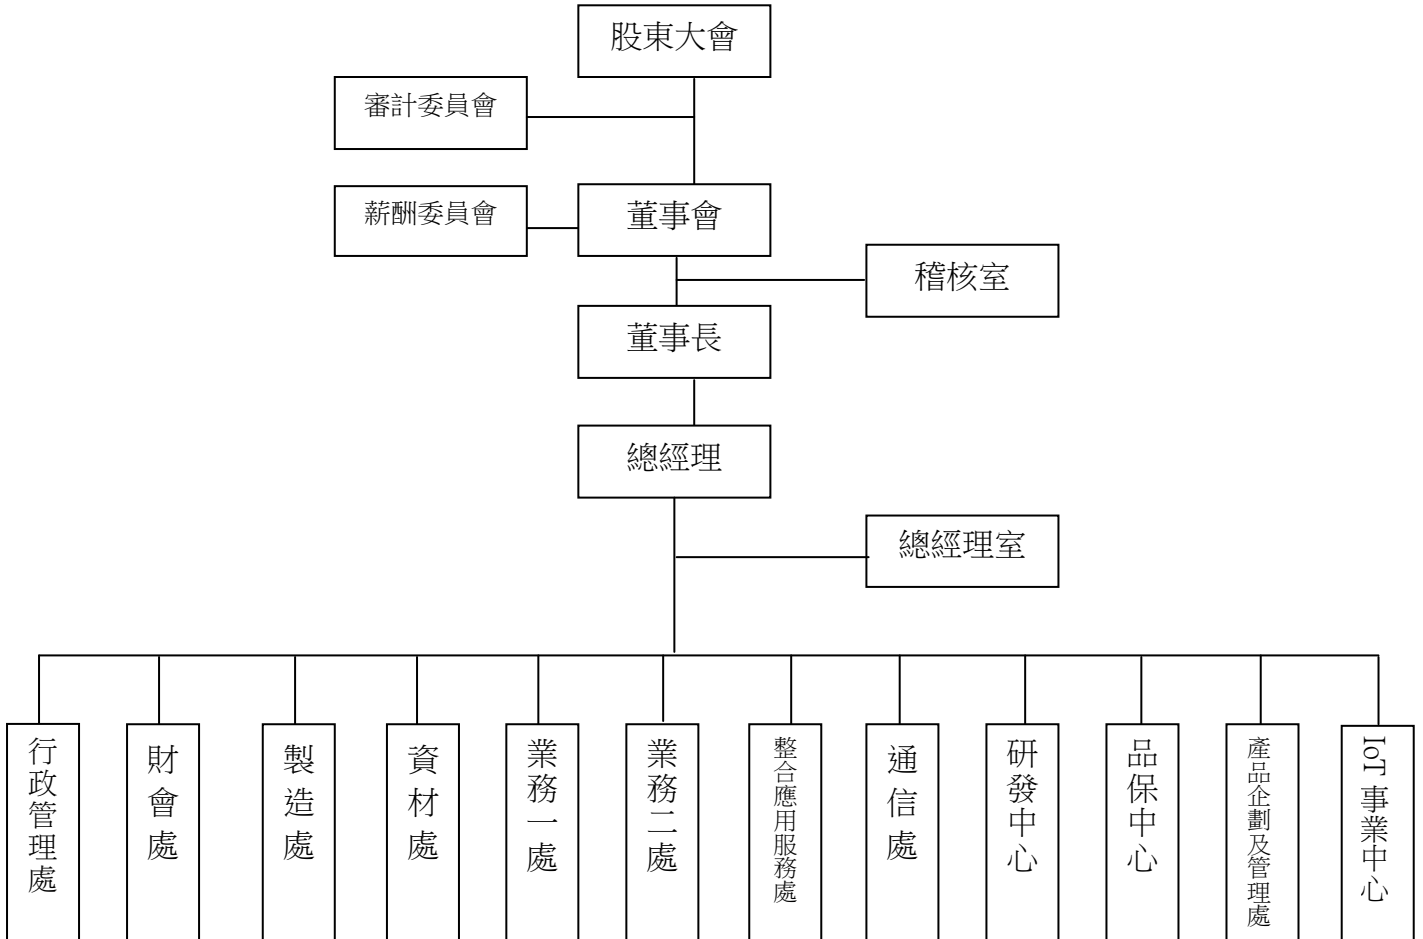 股東大會
審計委員會
薪酬委員會
董事會
稽核室
董事長
總經理
總經理室
行政管理處
財會處
製造處
資材處
業務一處
業務二處
整合應用服務處
通信處
研發中心
品保中心
產品企劃及管理處
IoT 事業中心